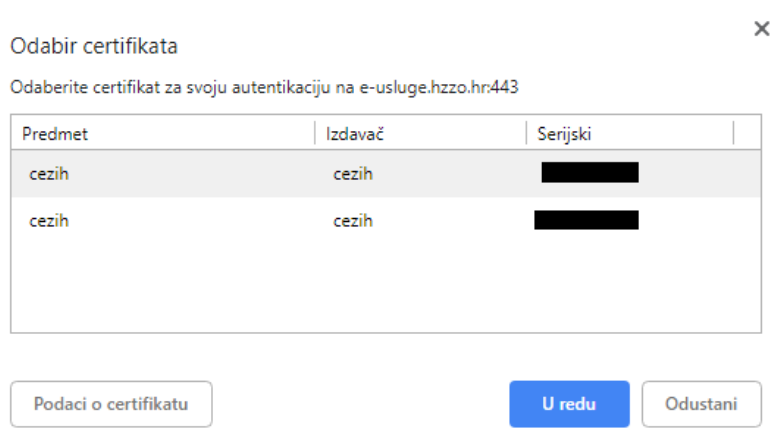 Odabir certifikata
Odaberite certifikat za svoju autentikaciju na e-usluge.hzzo.hr:443
Predmet Izdavač Serijski
cezih cezih
cezih cezih
Podaci o certifikatu U redu Odustani